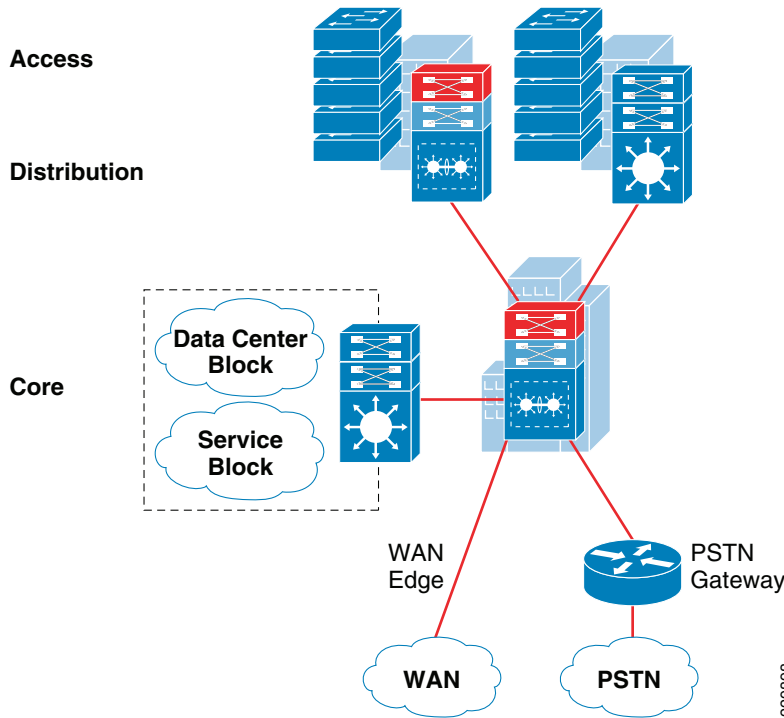 Access
Distribution
Data Center
Block
Core
Service
Block
WAN
Edge
PSTN
Gateway
WAN
PSTN